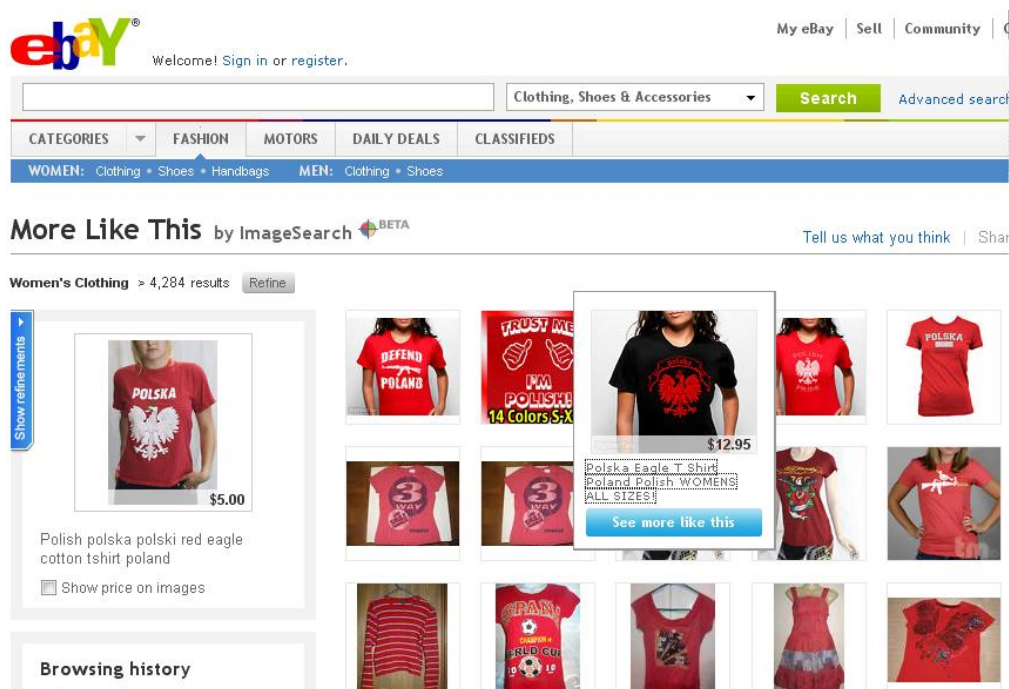 ebay®
My eBay | Sell | Community
Welcome! Sign in or register.
Clothing, Shoes & Accessories
Search
Advanced search
CATEGORIES
FASHION
MOTORS
DAILY DEALS
CLASSIFIEDS
WOMEN: Clothing • Shoes • Handbags MEN: Clothing • Shoes
More Like This by ImageSearch BETA
Tell us what you think | Shar
Women's Clothing > 4,284 results Refine
Show refinements
POLSKA
$5.00
Polish polska polski red eagle
cotton tshirt poland
Show price on images
Browsing history
DEFEND
POLAND
TRUST ME
I'M
POLISH!
14 Colors S-X
polska
$12.95
Polska Eagle T Shirt
Poland Polish WOMENS
ALL SIZES!
See more like this
POLISH
POLSKA
3
WAY
3
WAY
tm
ESPANA
CHAMPION
WORLD CUP
2010